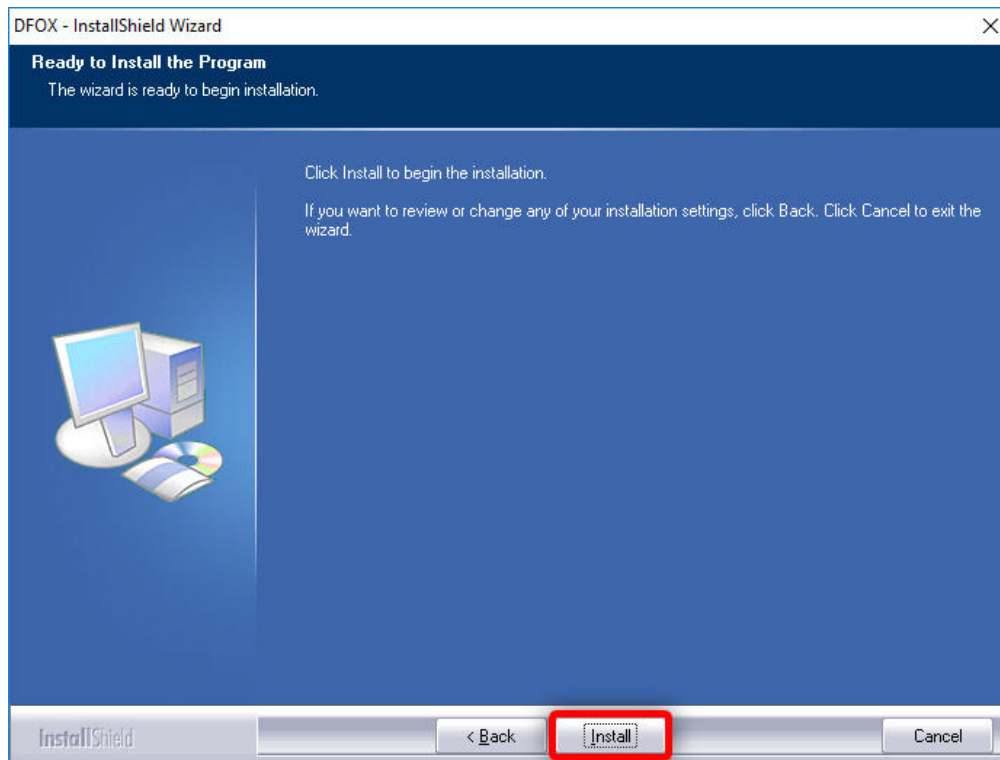 DFOX - InstallShield Wizard
Ready to Install the Program
The wizard is ready to begin installation.
Click Install to begin the installation.
If you want to review or change any of your installation settings, click Back. Click Cancel to exit the
wizard.
InstallShield
< Back
Install
Cancel